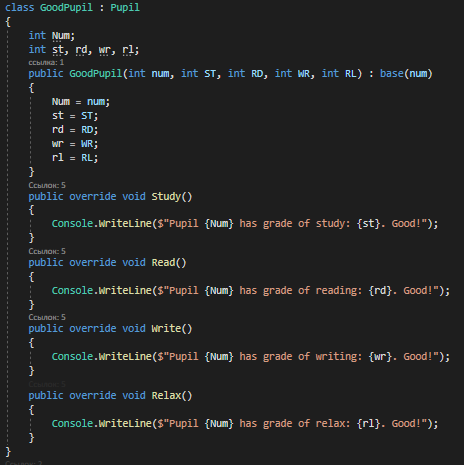 class GoodPupil : Pupil
{
int Num;
int st, rd, wr, rl;
ссылка: 1
public GoodPupil(int num, int ST, int RD, int WR, int RL) : base(num)
{
Num = num;
st = ST;
rd = RD;
wr = WR;
rl = RL;
}
Ссылок: 5
public override void Study()
{
Console.WriteLine($"Pupil {Num} has grade of study: {st}. Good!");
}
Ссылок: 5
public override void Read()
{
Console.WriteLine($"Pupil {Num} has grade of reading: {rd}. Good!");
}
Ссылок: 5
public override void Write()
{
Console.WriteLine($"Pupil {Num} has grade of writing: {wr}. Good!");
}
public override void Relax()
{
Console.WriteLine($"Pupil {Num} has grade of relax: {rl}. Good!");
}
}